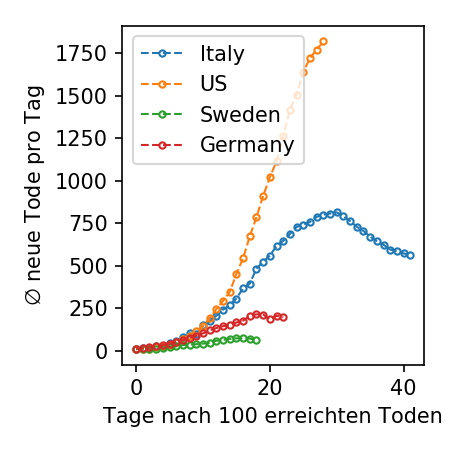 Italy
US
Sweden
Germany
∅ neue Tode pro Tag
1750
1500
1250
1000
750
500
250
0
0 20 40
Tage nach 100 erreichten Toden